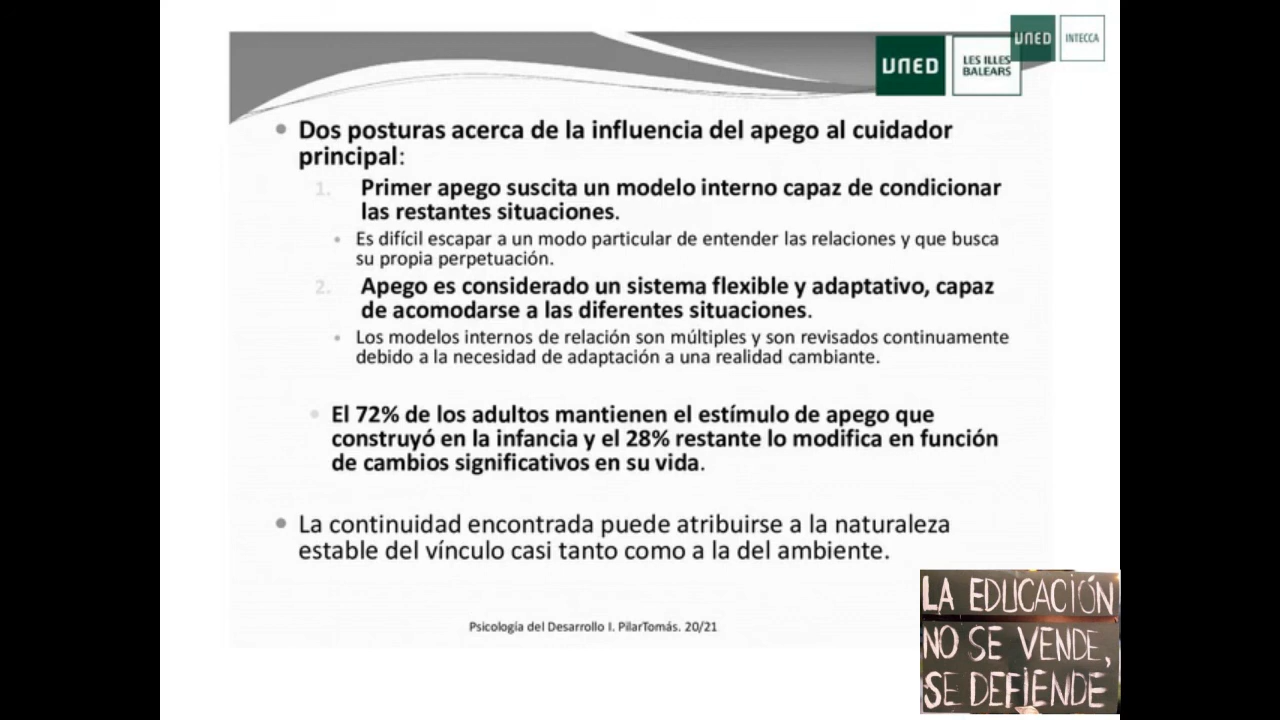 UNED
INTECCA
UNED
LES ILLES
BALEARS
• Dos posturas acerca de la influencia del apego al cuidador
principal:
1. Primer apego suscita un modelo interno capaz de condicionar
las restantes situaciones.
• Es difícil escapar a un modo particular de entender las relaciones y que busca
su propia perpetuación.
2. Apego es considerado un sistema flexible y adaptativo, capaz
de acomodarse a las diferentes situaciones.
• Los modelos internos de relación son múltiples y son revisados continuamente
debido a la necesidad de adaptación a una realidad cambiante.
• El 72% de los adultos mantienen el estímulo de apego que
construyó en la infancia y el 28% restante lo modifica en función
de cambios significativos en su vida.
• La continuidad encontrada puede atribuirse a la naturaleza
estable del vínculo casi tanto como a la del ambiente.
Psicología del Desarrollo I. PilarTomás. 20/21
LA EDUCACIÓN
NO SE VENDE,
SE DEFIENDE